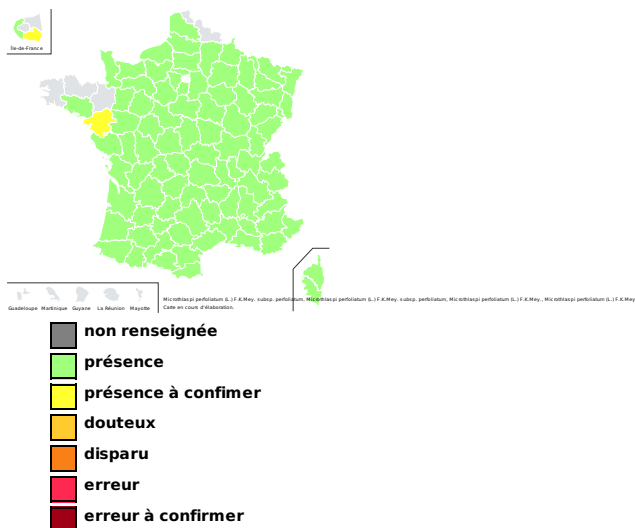 Île-de-France
Guadeloupe Martinique Guyane La Réunion Mayotte
Microthlaspi perfoliatum (L.) F.K.Mey. subsp. perfoliatum, Microthlaspi perfoliatum (L.) F.K.Mey. subsp. perfoliatum, Microthlaspi perfoliatum (L.) F.K.Mey., Microthlaspi perfoliatum (L.) F.K.Mey
Carte en cours d'élaboration.
non renseignée
présence
présence à confimer
douteux
disparu
erreur
erreur à confirmer